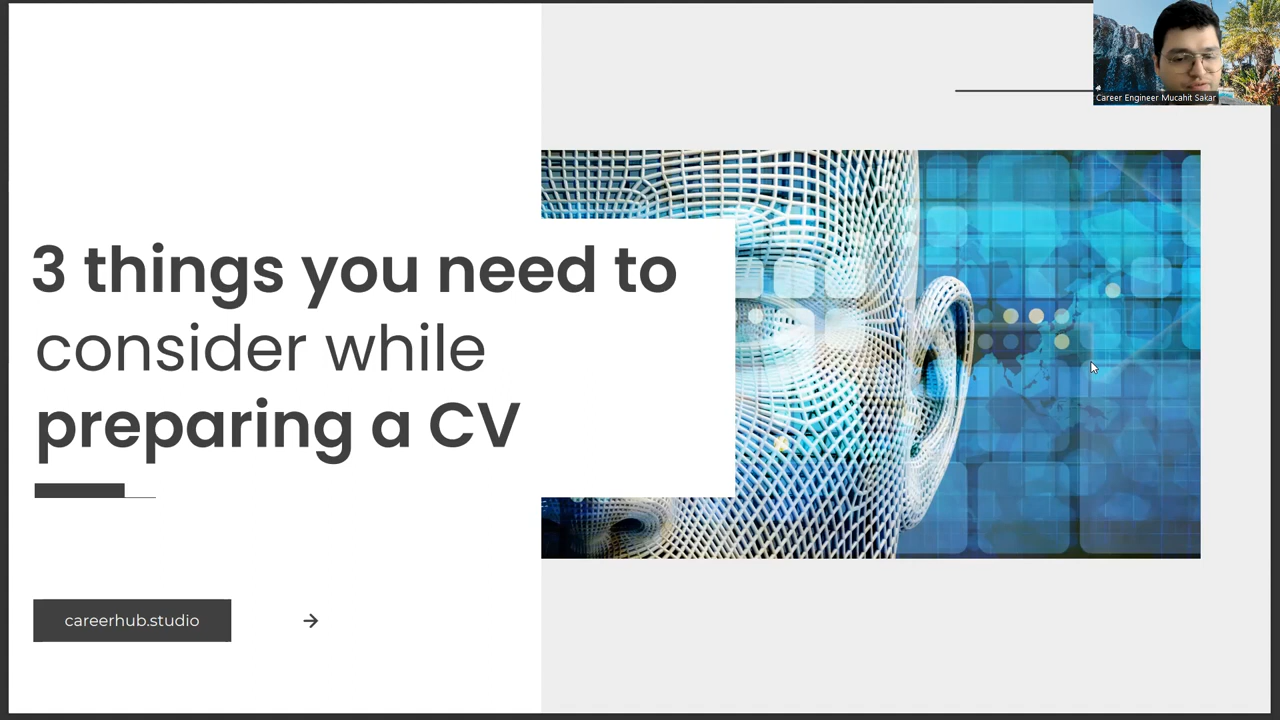 Career Engineer Mucahit Sakar
3 things you need to
consider while
preparing a CV
careerhub.studio